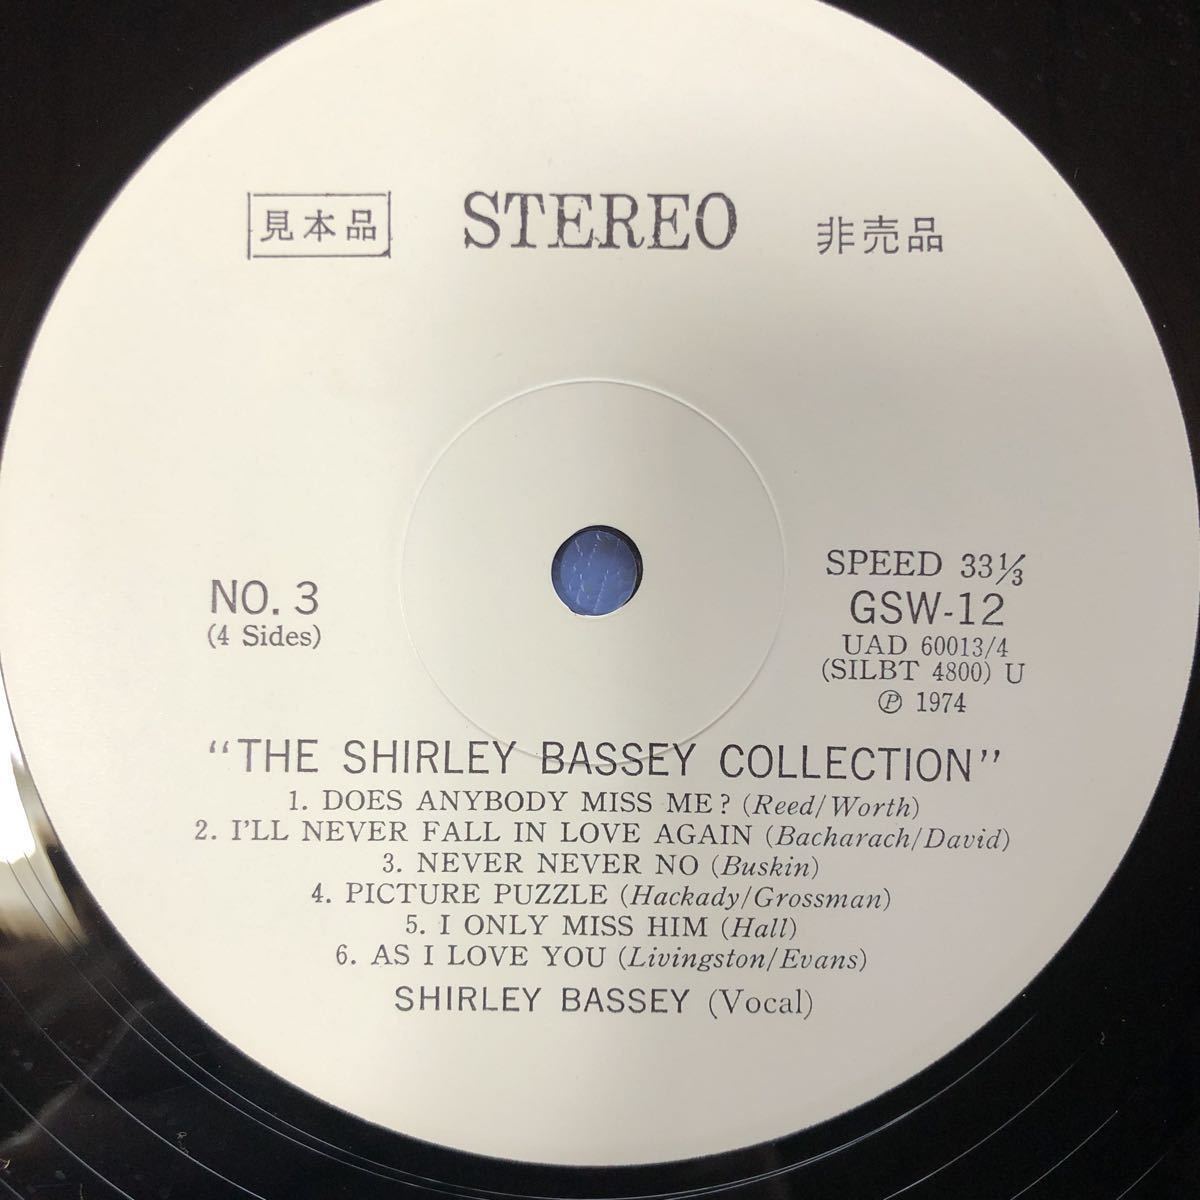 見本品 STEREO 非売品
SPEED 33⅓
NO. 3 GSW-12
(4 Sides) UAD 60013/4
(SILBT 4800) U
Ⓟ 1974
"THE SHIRLEY BASSEY COLLECTION"
1. DOES ANYBODY MISS ME? (Reed/Worth)
2. I'LL NEVER FALL IN LOVE AGAIN (Bacharach/David)
3. NEVER NEVER NO (Buskin)
4. PICTURE PUZZLE (Hackady/Grossman)
5. I ONLY MISS HIM (Hall)
6. AS I LOVE YOU (Livingston/Evans)
SHIRLEY BASSEY (Vocal)